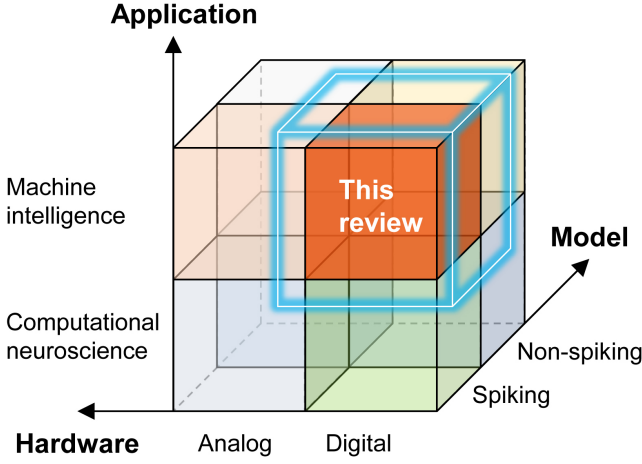 Application
Machine
intelligence
This
review
Model
Computational
neuroscience
Non-spiking
Spiking
Hardware
Analog
Digital